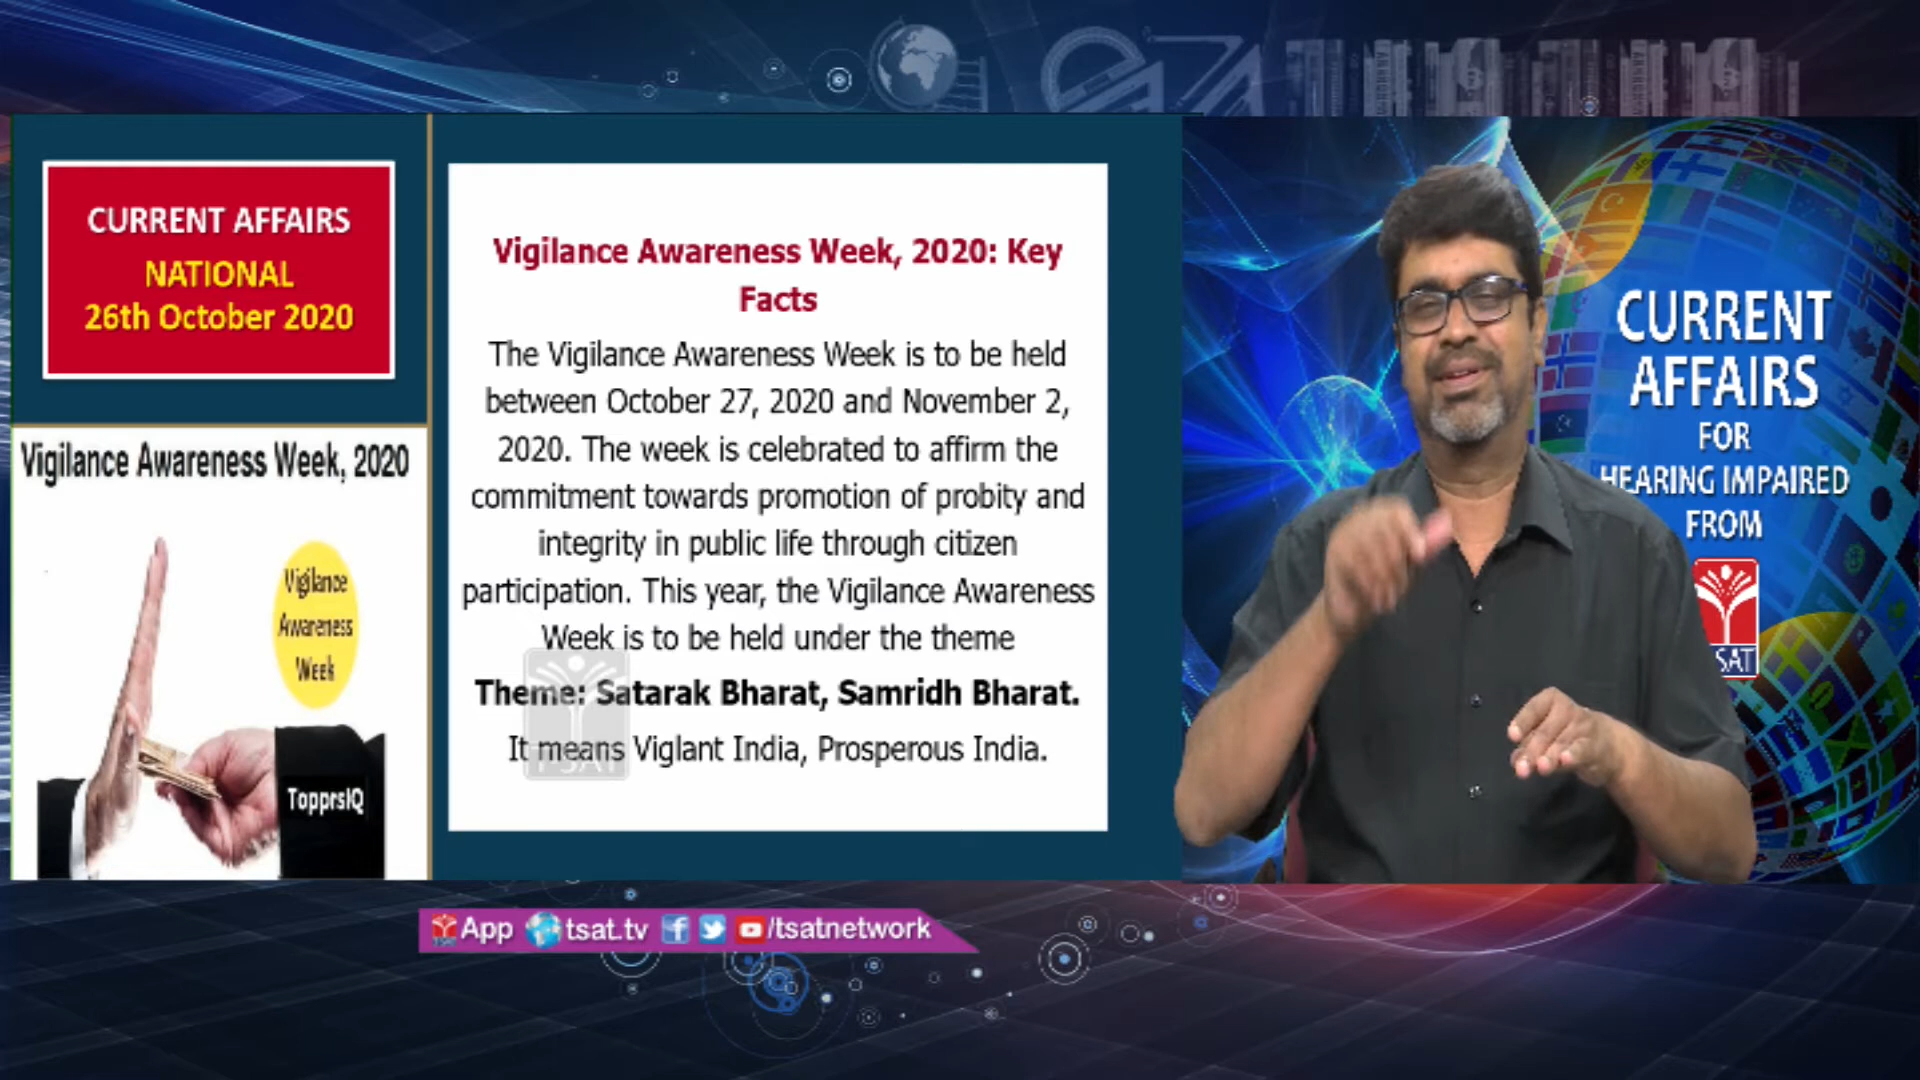 CURRENT AFFAIRS
NATIONAL
26th October 2020
Vigilance Awareness Week, 2020
Vigilance
Awareness
Week
TopprsIQ
Vigilance Awareness Week, 2020: Key
Facts
The Vigilance Awareness Week is to be held
between October 27, 2020 and November 2,
2020. The week is celebrated to affirm the
commitment towards promotion of probity and
integrity in public life through citizen
participation. This year, the Vigilance Awareness
Week is to be held under the theme
Theme: Satarak Bharat, Samridh Bharat.
It means Viglant India, Prosperous India.
T SAT
CURRENT
AFFAIRS
FOR
HEARING IMPAIRED
FROM
SAT
App tsat.tv /tsatnetwork